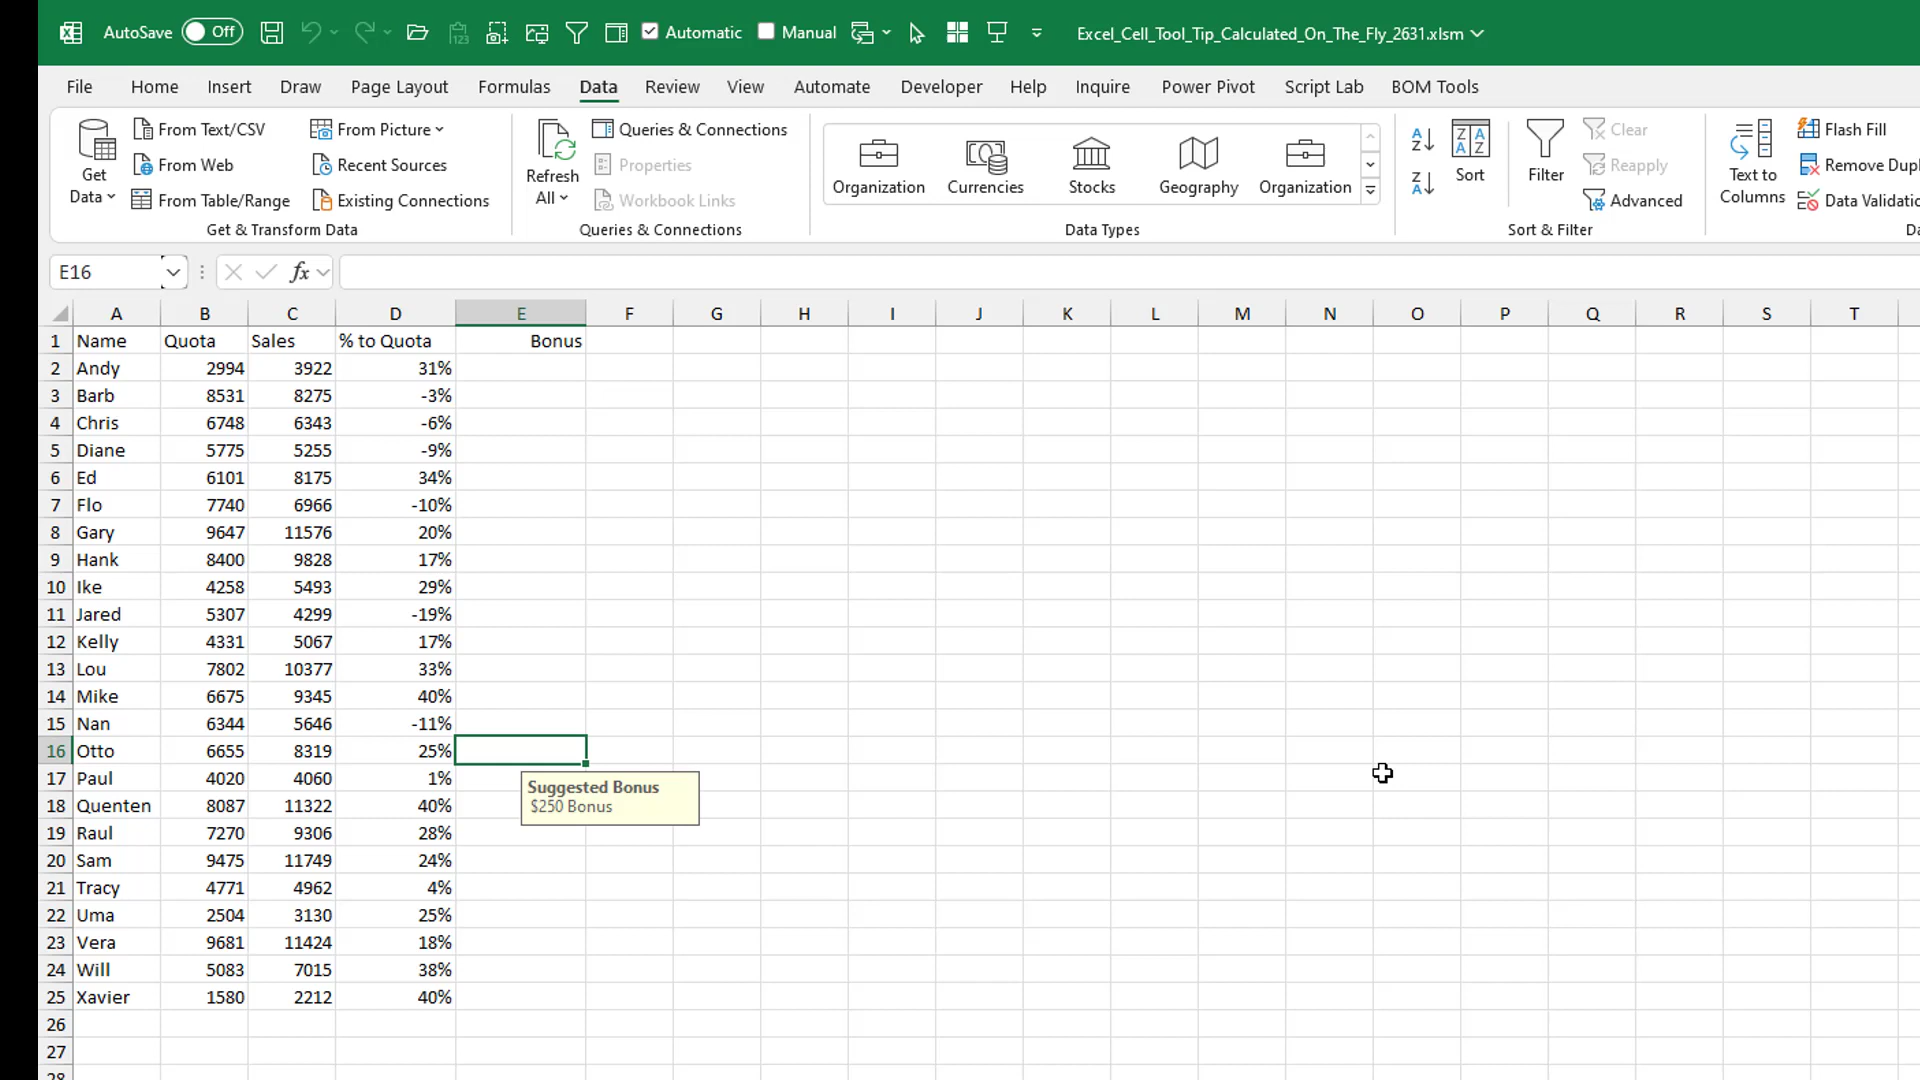 AutoSave Off Automatic Manual Excel_Cell_Tool_Tip_Calculated_On_The_Fly_2631.xlsm
File Home Insert Draw Page Layout Formulas Data Review View Automate Developer Help Inquire Power Pivot Script Lab BOM Tools
Get Data
From Text/CSV
From Web
From Table/Range
From Picture
Recent Sources
Existing Connections
Get & Transform Data
Refresh All
Queries & Connections
Properties
Workbook Links
Queries & Connections
Organization Currencies Stocks Geography Organization
Data Types
Sort
Filter
Clear
Reapply
Advanced
Sort & Filter
Text to Columns
Flash Fill
Remove Dupl
Data Validatio
Da
E16 fx
A B C D E F G H I J K L M N O P Q R S T
1 Name Quota Sales % to Quota Bonus
2 Andy 2994 3922 31%
3 Barb 8531 8275 -3%
4 Chris 6748 6343 -6%
5 Diane 5775 5255 -9%
6 Ed 6101 8175 34%
7 Flo 7740 6966 -10%
8 Gary 9647 11576 20%
9 Hank 8400 9828 17%
10 Ike 4258 5493 29%
11 Jared 5307 4299 -19%
12 Kelly 4331 5067 17%
13 Lou 7802 10377 33%
14 Mike 6675 9345 40%
15 Nan 6344 5646 -11%
16 Otto 6655 8319 25%
17 Paul 4020 4060 1%
Suggested Bonus
$250 Bonus
18 Quenten 8087 11322 40%
19 Raul 7270 9306 28%
20 Sam 9475 11749 24%
21 Tracy 4771 4962 4%
22 Uma 2504 3130 25%
23 Vera 9681 11424 18%
24 Will 5083 7015 38%
25 Xavier 1580 2212 40%
26
27
28